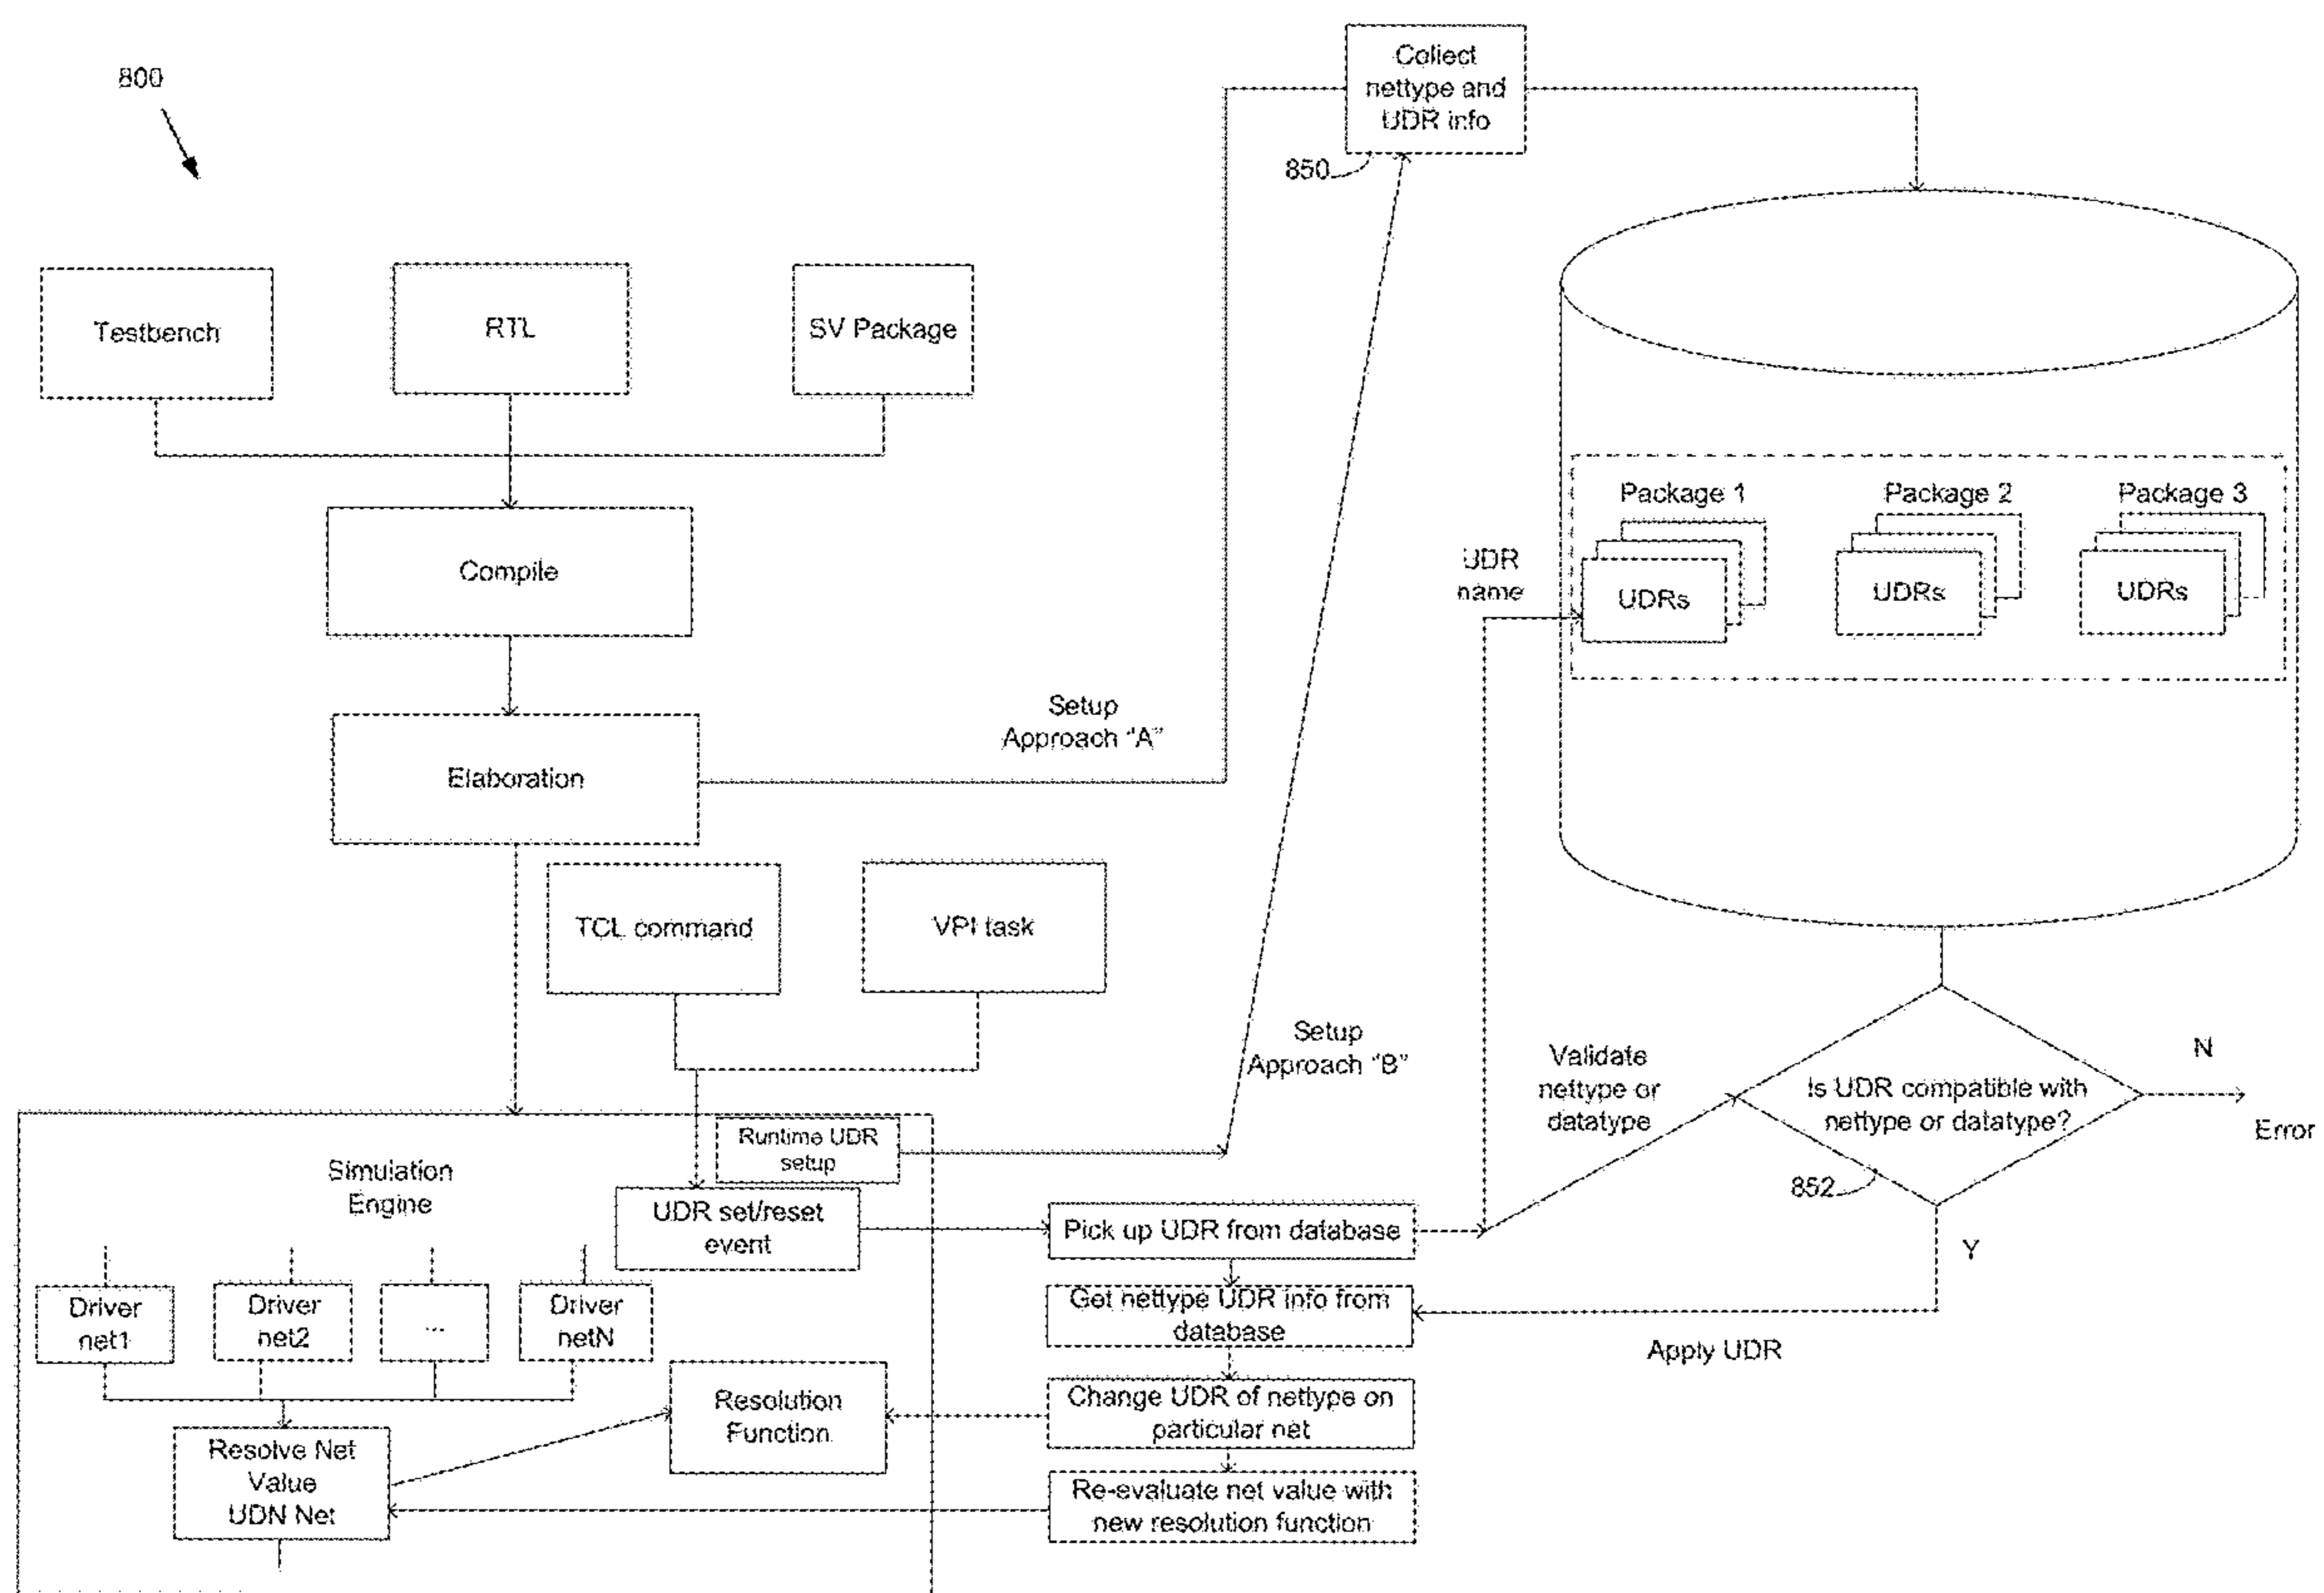 800
Collect
nettype and
UDR info
850
Testbench
RTL
SV Package
Compile
Elaboration
Setup
Approach "A"
Package 1
Package 2
Package 3
UDRs
UDRs
UDRs
UDR
name
TCL command
VPI task
Setup
Approach "B"
Validate
nettype or
datatype
Is UDR compatible with
nettype or datatype?
N
Error
852
Y
Apply UDR
Simulation
Engine
Runtime UDR
setup
UDR set/reset
event
Pick up UDR from database
Get nettype UDR info from
database
Change UDR of nettype on
particular net
Re-evaluate net value with
new resolution function
Driver
net1
Driver
net2
...
Driver
netN
Resolution
Function
Resolve Net
Value
UDN Net